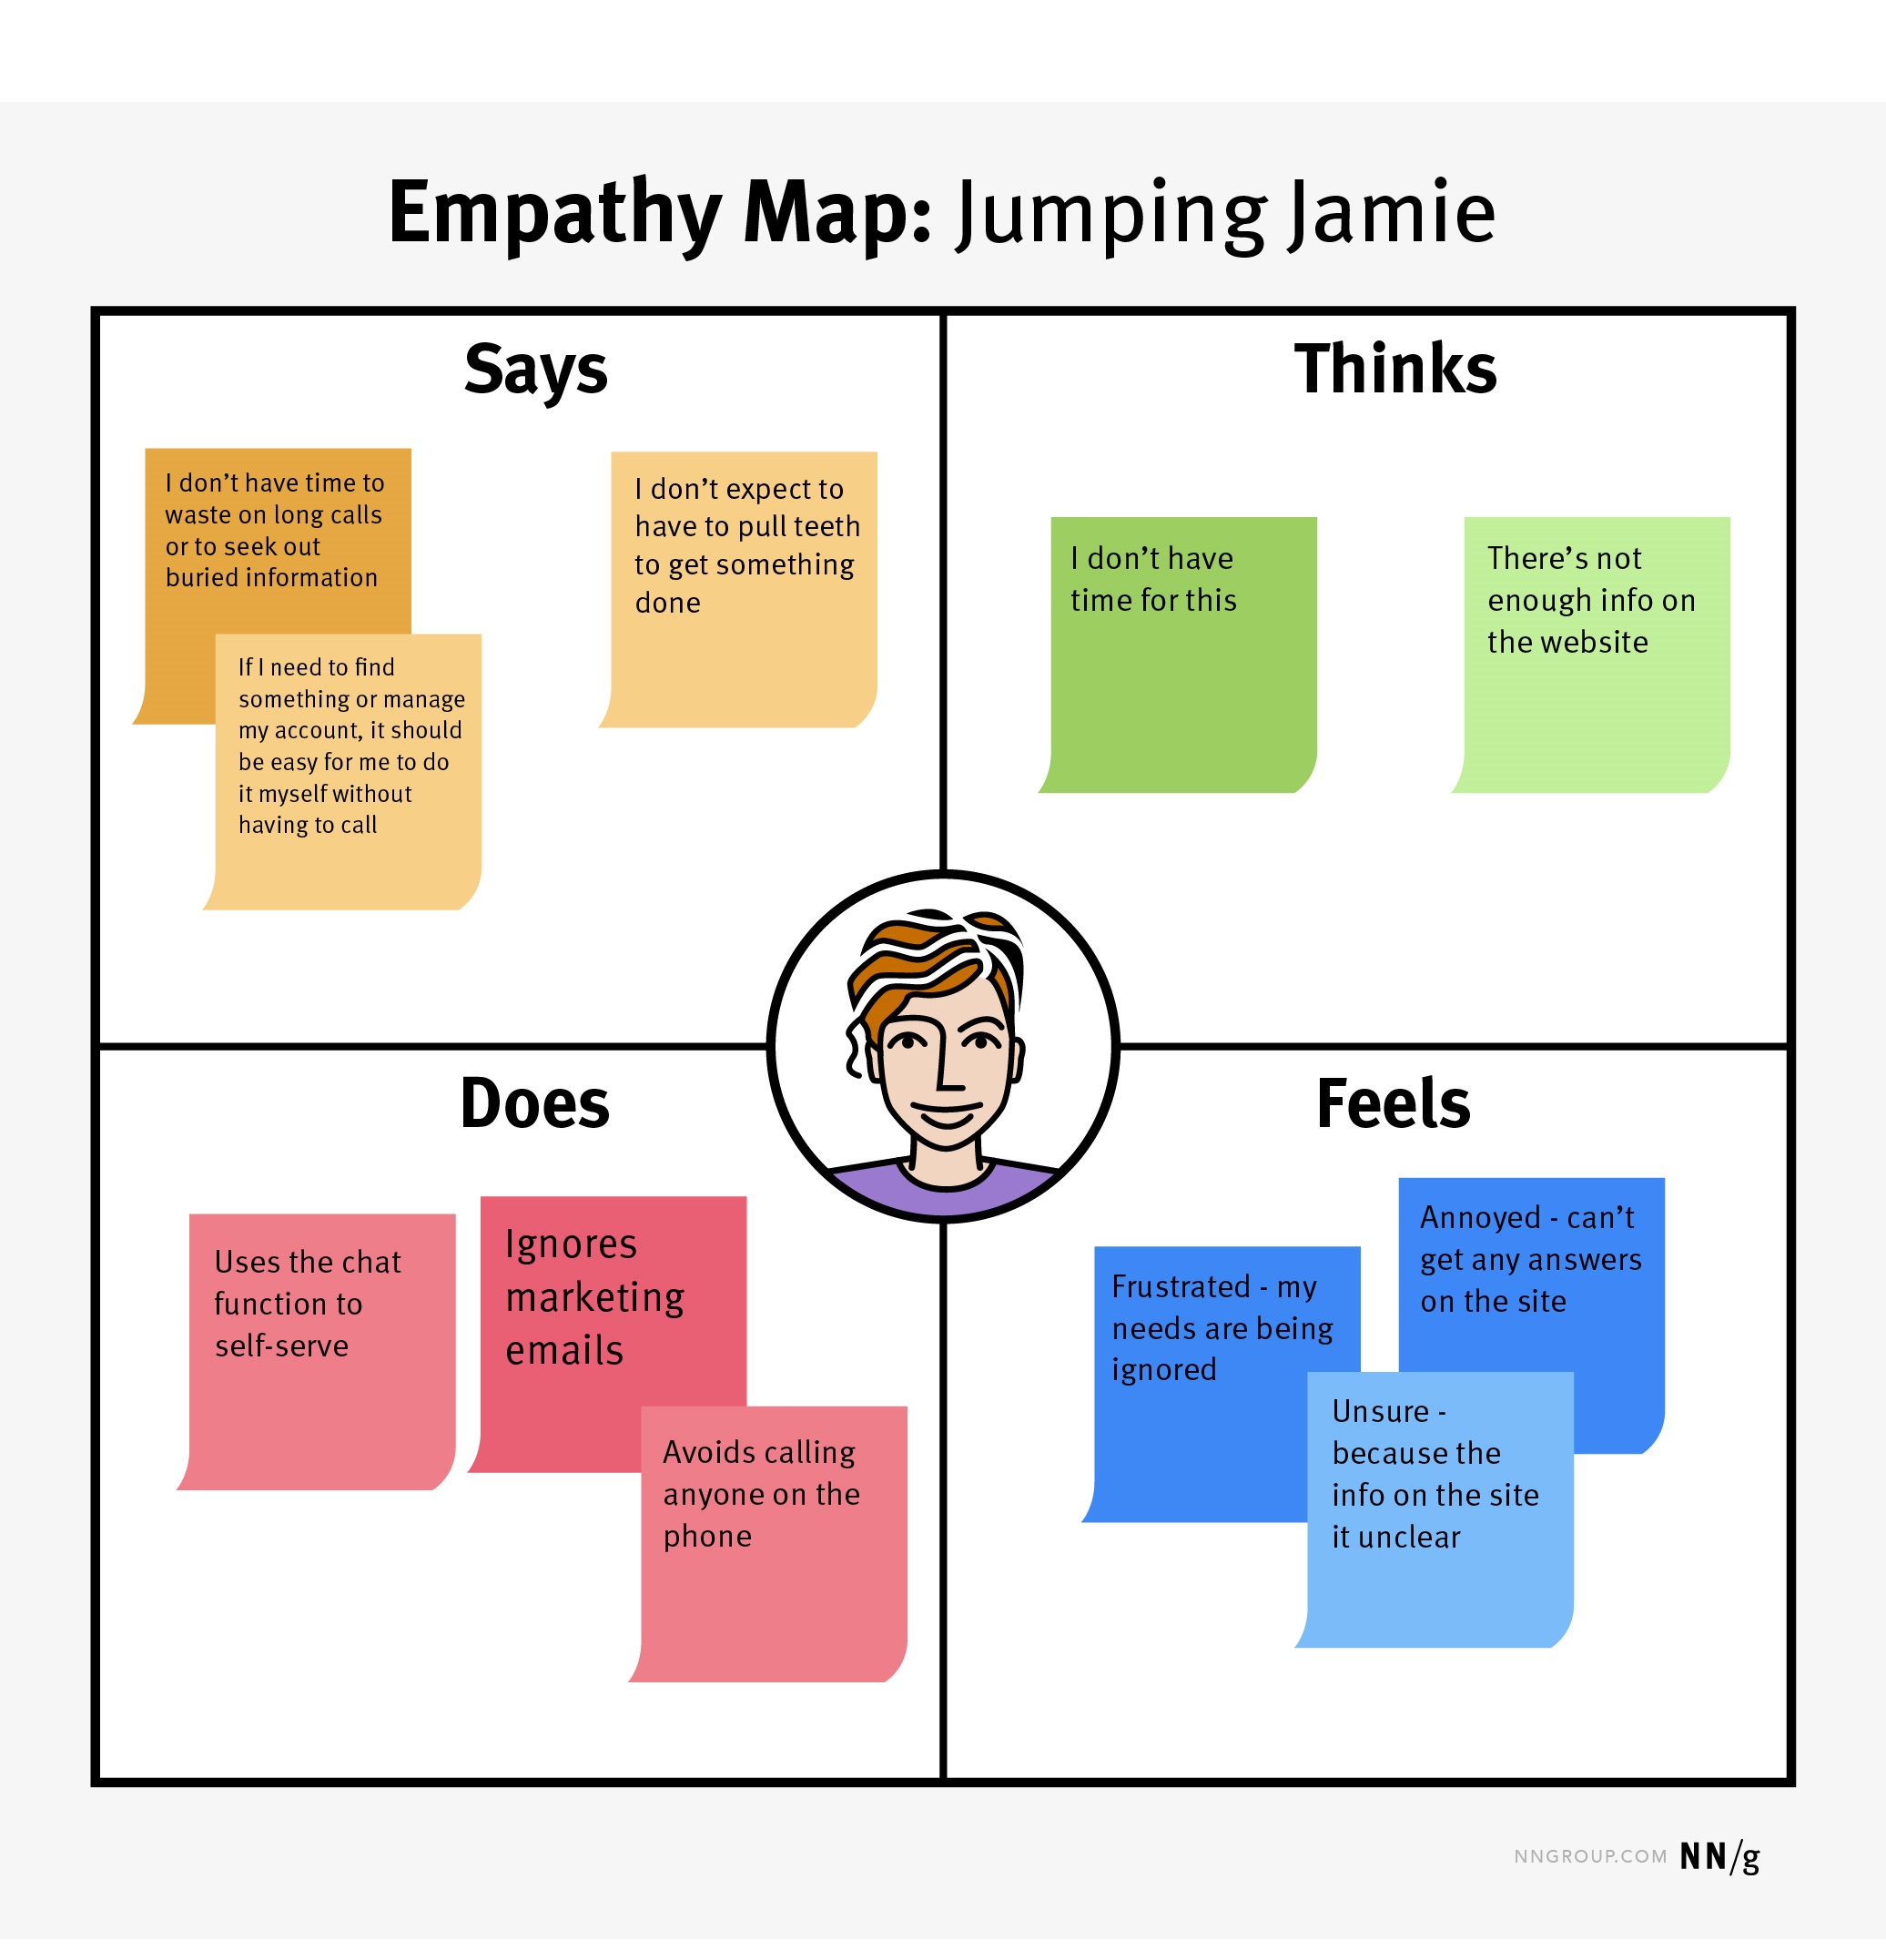 Empathy Map: Jumping Jamie
Says
I don’t have time to
waste on long calls
or to seek out
buried information
If I need to find
something or manage
my account, it should
be easy for me to do
it myself without
having to call
I don’t expect to
have to pull teeth
to get something
done
Thinks
I don’t have
time for this
There’s not
enough info on
the website
Does
Uses the chat
function to
self-serve
Ignores
marketing
emails
Avoids calling
anyone on the
phone
Feels
Frustrated - my
needs are being
ignored
Annoyed - can’t
get any answers
on the site
Unsure -
because the
info on the site
it unclear
NNGROUP.COM NN/g